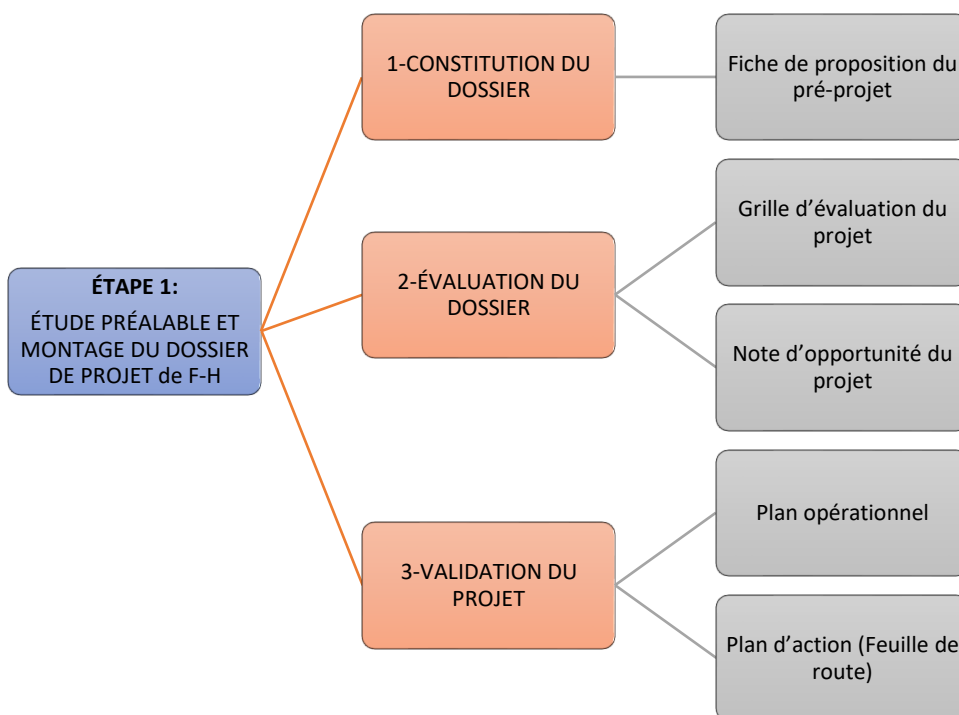 ÉTAPE 1:
ÉTUDE PRÉALABLE ET
MONTAGE DU DOSSIER
DE PROJET de F-H
1-CONSTITUTION DU
DOSSIER
Fiche de proposition du
pré-projet
2-ÉVALUATION DU
DOSSIER
Grille d’évaluation du
projet
Note d’opportunité du
projet
3-VALIDATION DU
PROJET
Plan opérationnel
Plan d’action (Feuille de
route)